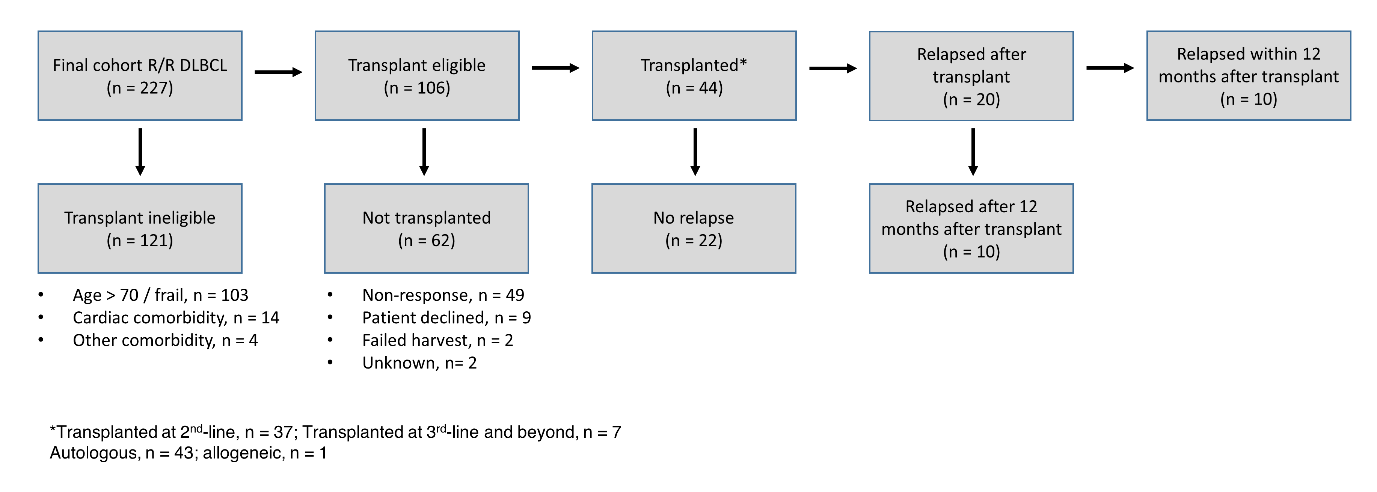 Final cohort R/R DLBCL
(n = 227)
Transplant eligible
(n = 106)
Transplanted*
(n = 44)
Relapsed after
transplant
(n = 20)
Relapsed within 12
months after transplant
(n = 10)
Transplant ineligible
(n = 121)
Not transplanted
(n = 62)
No relapse
(n = 22)
Relapsed after 12
months after transplant
(n = 10)
• Age > 70 / frail, n = 103
• Cardiac comorbidity, n = 14
• Other comorbidity, n = 4
• Non-response, n = 49
• Patient declined, n = 9
• Failed harvest, n = 2
• Unknown, n= 2
*Transplanted at 2nd-line, n = 37; Transplanted at 3rd-line and beyond, n = 7
Autologous, n = 43; allogeneic, n = 1